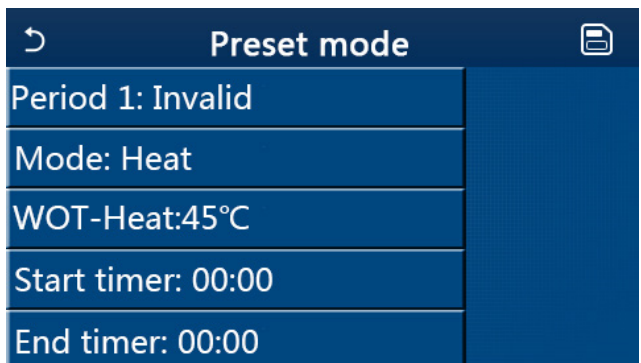 Preset mode
Period 1: Invalid
Mode: Heat
WOT-Heat:45℃
Start timer: 00:00
End timer: 00:00